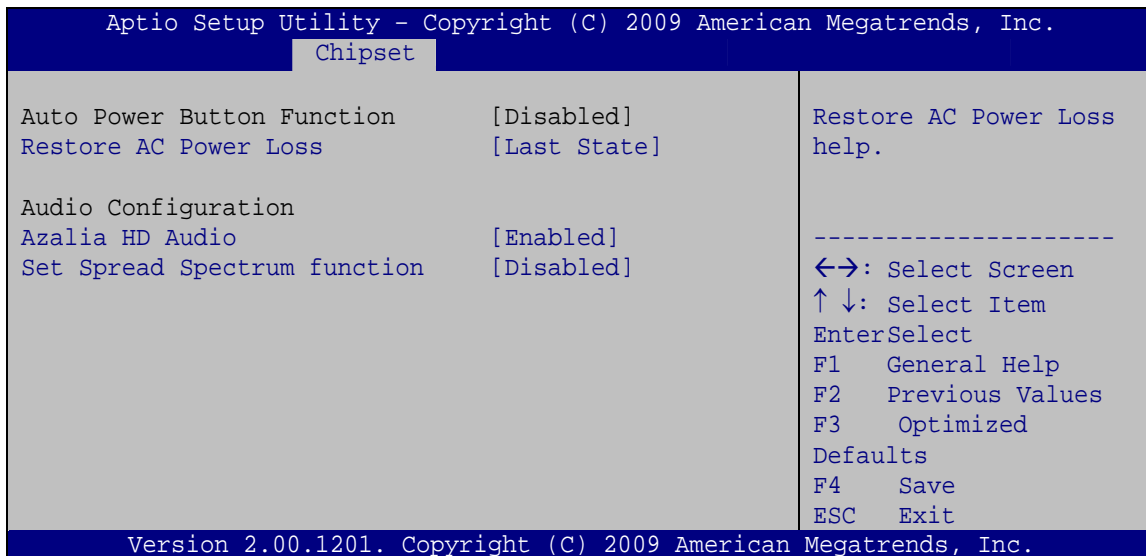 Aptio Setup Utility – Copyright (C) 2009 American Megatrends, Inc.
Chipset
Auto Power Button Function [Disabled]
Restore AC Power Loss [Last State]
Audio Configuration
Azalia HD Audio [Enabled]
Set Spread Spectrum function [Disabled]
Restore AC Power Loss
help.
---------------------
←→: Select Screen
↑ ↓: Select Item
EnterSelect
F1 General Help
F2 Previous Values
F3 Optimized
Defaults
F4 Save
ESC Exit
Version 2.00.1201. Copyright (C) 2009 American Megatrends, Inc.